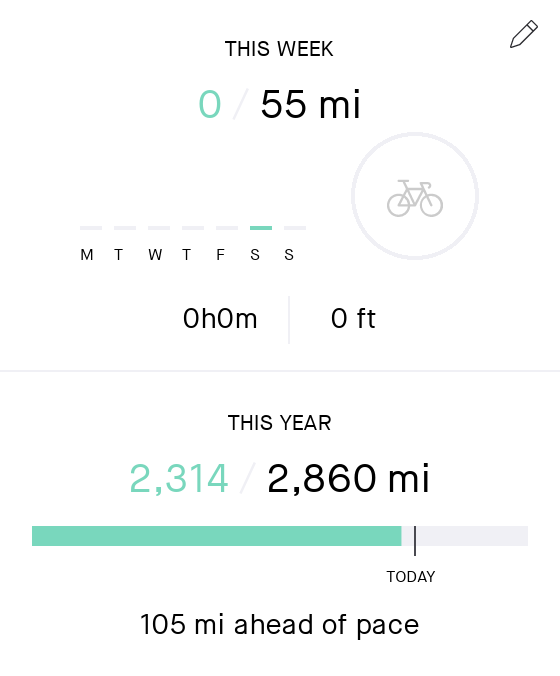 THIS WEEK
0 / 55 mi
M T W T F S S
0h0m 0 ft
THIS YEAR
2,314 / 2,860 mi
TODAY
105 mi ahead of pace